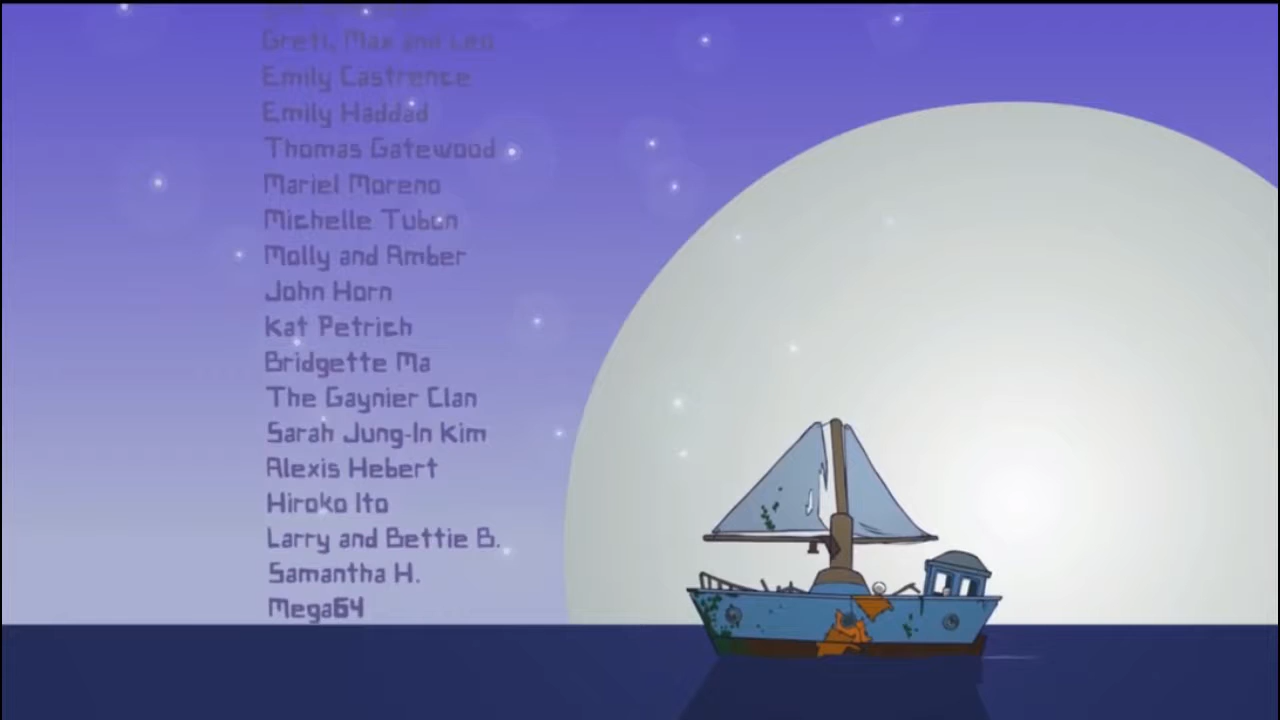 Greti, Max and Leo
Emily Castrence
Emily Haddad
Thomas Gatewood
Mariel Moreno
Michelle Tubon
Molly and Amber
John Horn
Kat Petrich
Bridgette Ma
The Gaynier Clan
Sarah Jung-In Kim
Alexis Hebert
Hiroko Ito
Larry and Bettie B.
Samantha H.
Mega64